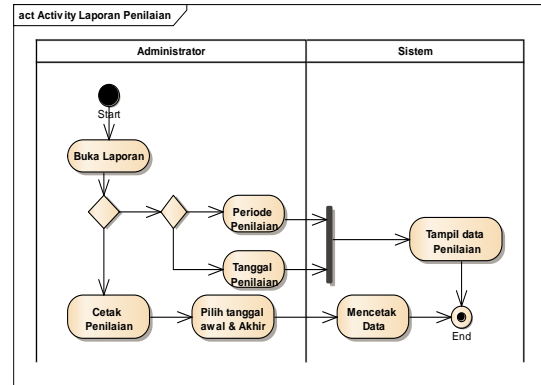 act Activity Laporan Penilaian
Administrator
Sistem
Start
Buka Laporan
Periode
Penilaian
Tanggal
Penilaian
Tampil data
Penilaian
Cetak
Penilaian
Pilih tanggal
awal & Akhir
Mencetak
Data
End